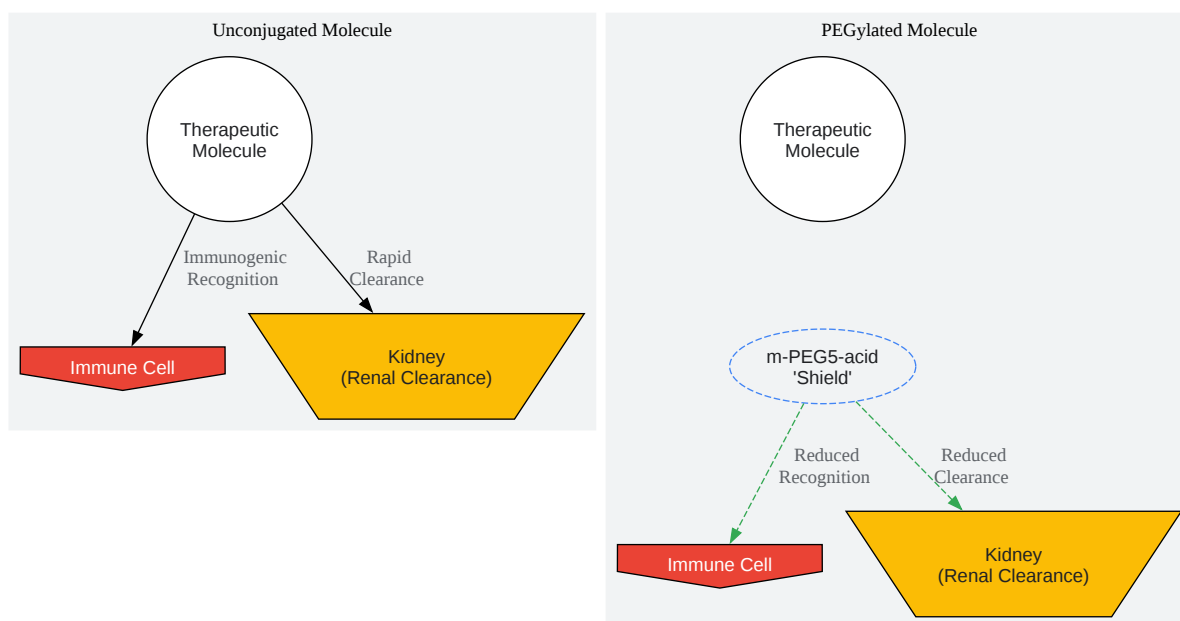 Unconjugated Molecule
Therapeutic
Molecule
Immunogenic
Recognition
Rapid
Clearance
Immune Cell
Kidney
(Renal Clearance)
PEGylated Molecule
Therapeutic
Molecule
m-PEG5-acid
'Shield'
Reduced
Recognition
Reduced
Clearance
Immune Cell
Kidney
(Renal Clearance)